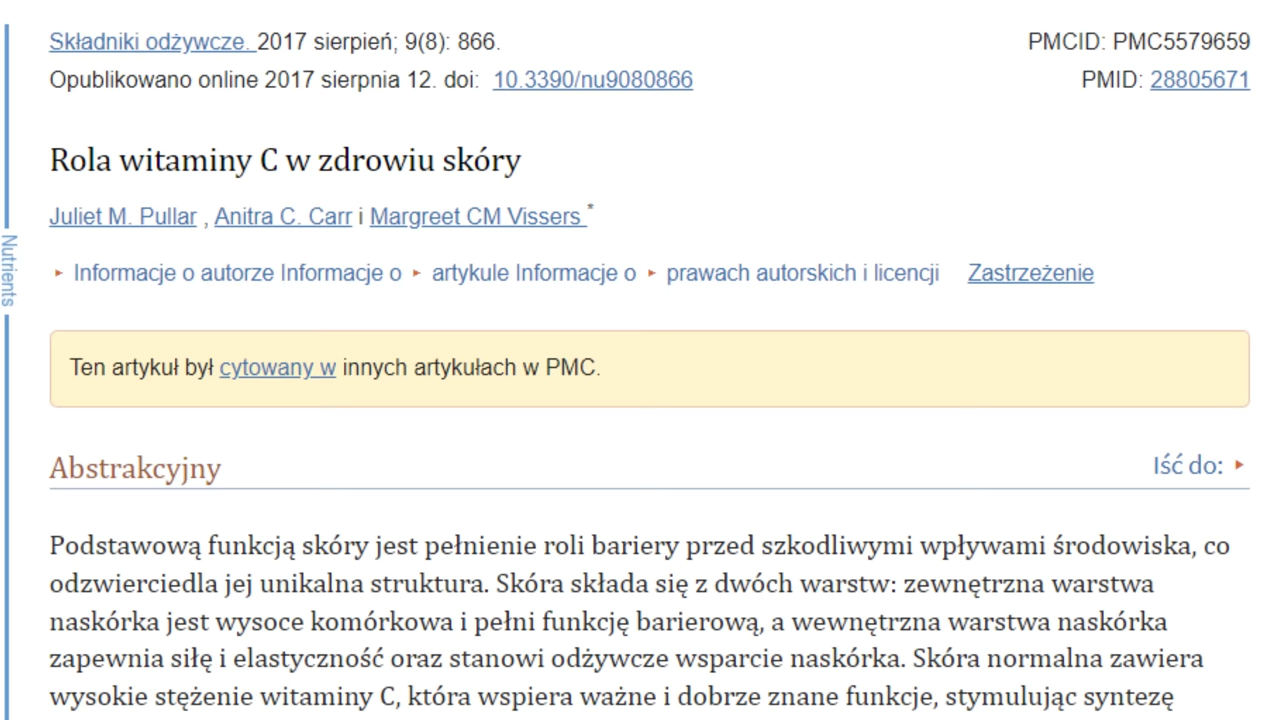 Składniki odżywcze. 2017 sierpień; 9(8): 866.
PMCID: PMC5579659
Opublikowano online 2017 sierpnia 12. doi: 10.3390/nu9080866
PMID: 28805671
Rola witaminy C w zdrowiu skóry
Juliet M. Pullar , Anitra C. Carr i Margreet CM Vissers *
▸ Informacje o autorze Informacje o ▸ artykule Informacje o ▸ prawach autorskich i licencji Zastrzeżenie
Nutrients
Ten artykuł był cytowany w innych artykułach w PMC.
Abstrakcyjny
Iść do: ▸
Podstawową funkcją skóry jest pełnienie roli bariery przed szkodliwymi wpływami środowiska, co
odzwierciedla jej unikalna struktura. Skóra składa się z dwóch warstw: zewnętrzna warstwa
naskórka jest wysoce komórkowa i pełni funkcję barierową, a wewnętrzna warstwa naskórka
zapewnia siłę i elastyczność oraz stanowi odżywcze wsparcie naskórka. Skóra normalna zawiera
wysokie stężenie witaminy C, która wspiera ważne i dobrze znane funkcje, stymulując syntezę